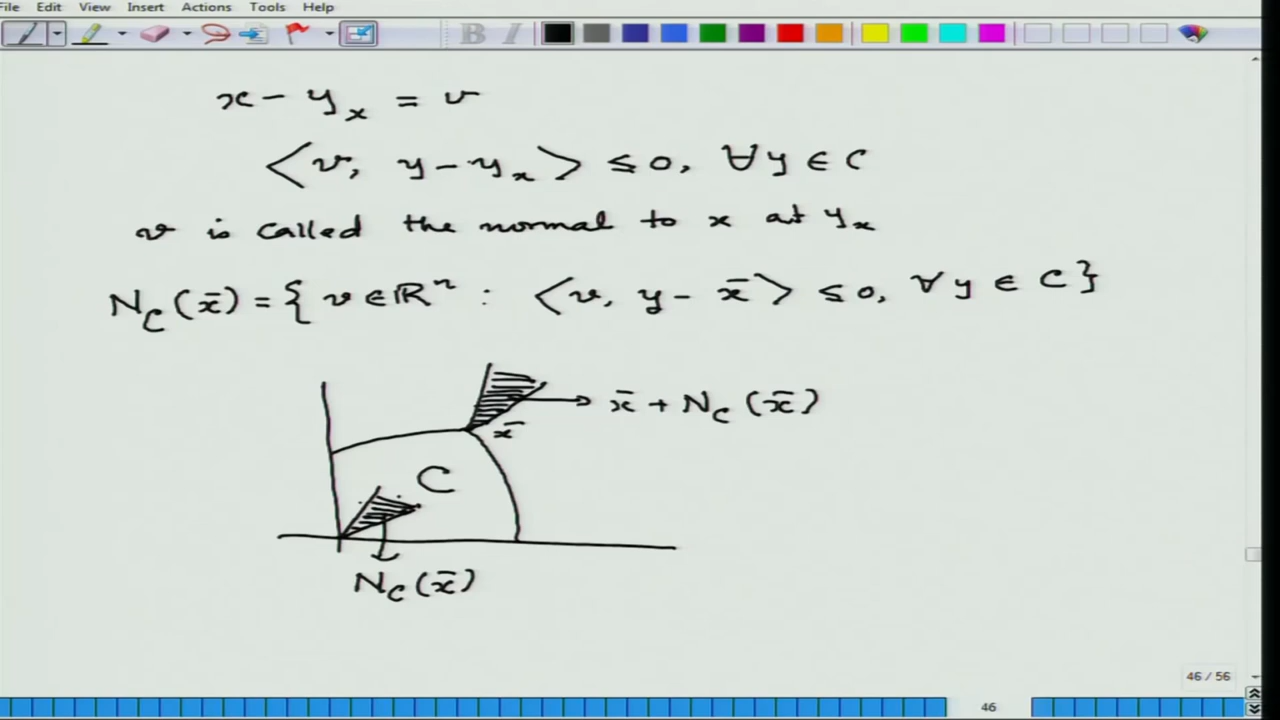 File Edit View Insert Actions Tools Help
B I
x - y_x = v
⟨v, y - y_x⟩ ≤ 0, ∀ y ∈ C
v is called the normal to x at y_x
N_C(x̄) = { v ∈ ℝⁿ : ⟨v, y - x̄⟩ ≤ 0, ∀ y ∈ C }
→ x̄ + N_C(x̄)
x̄
C
N_C(x̄)
46 / 56
46